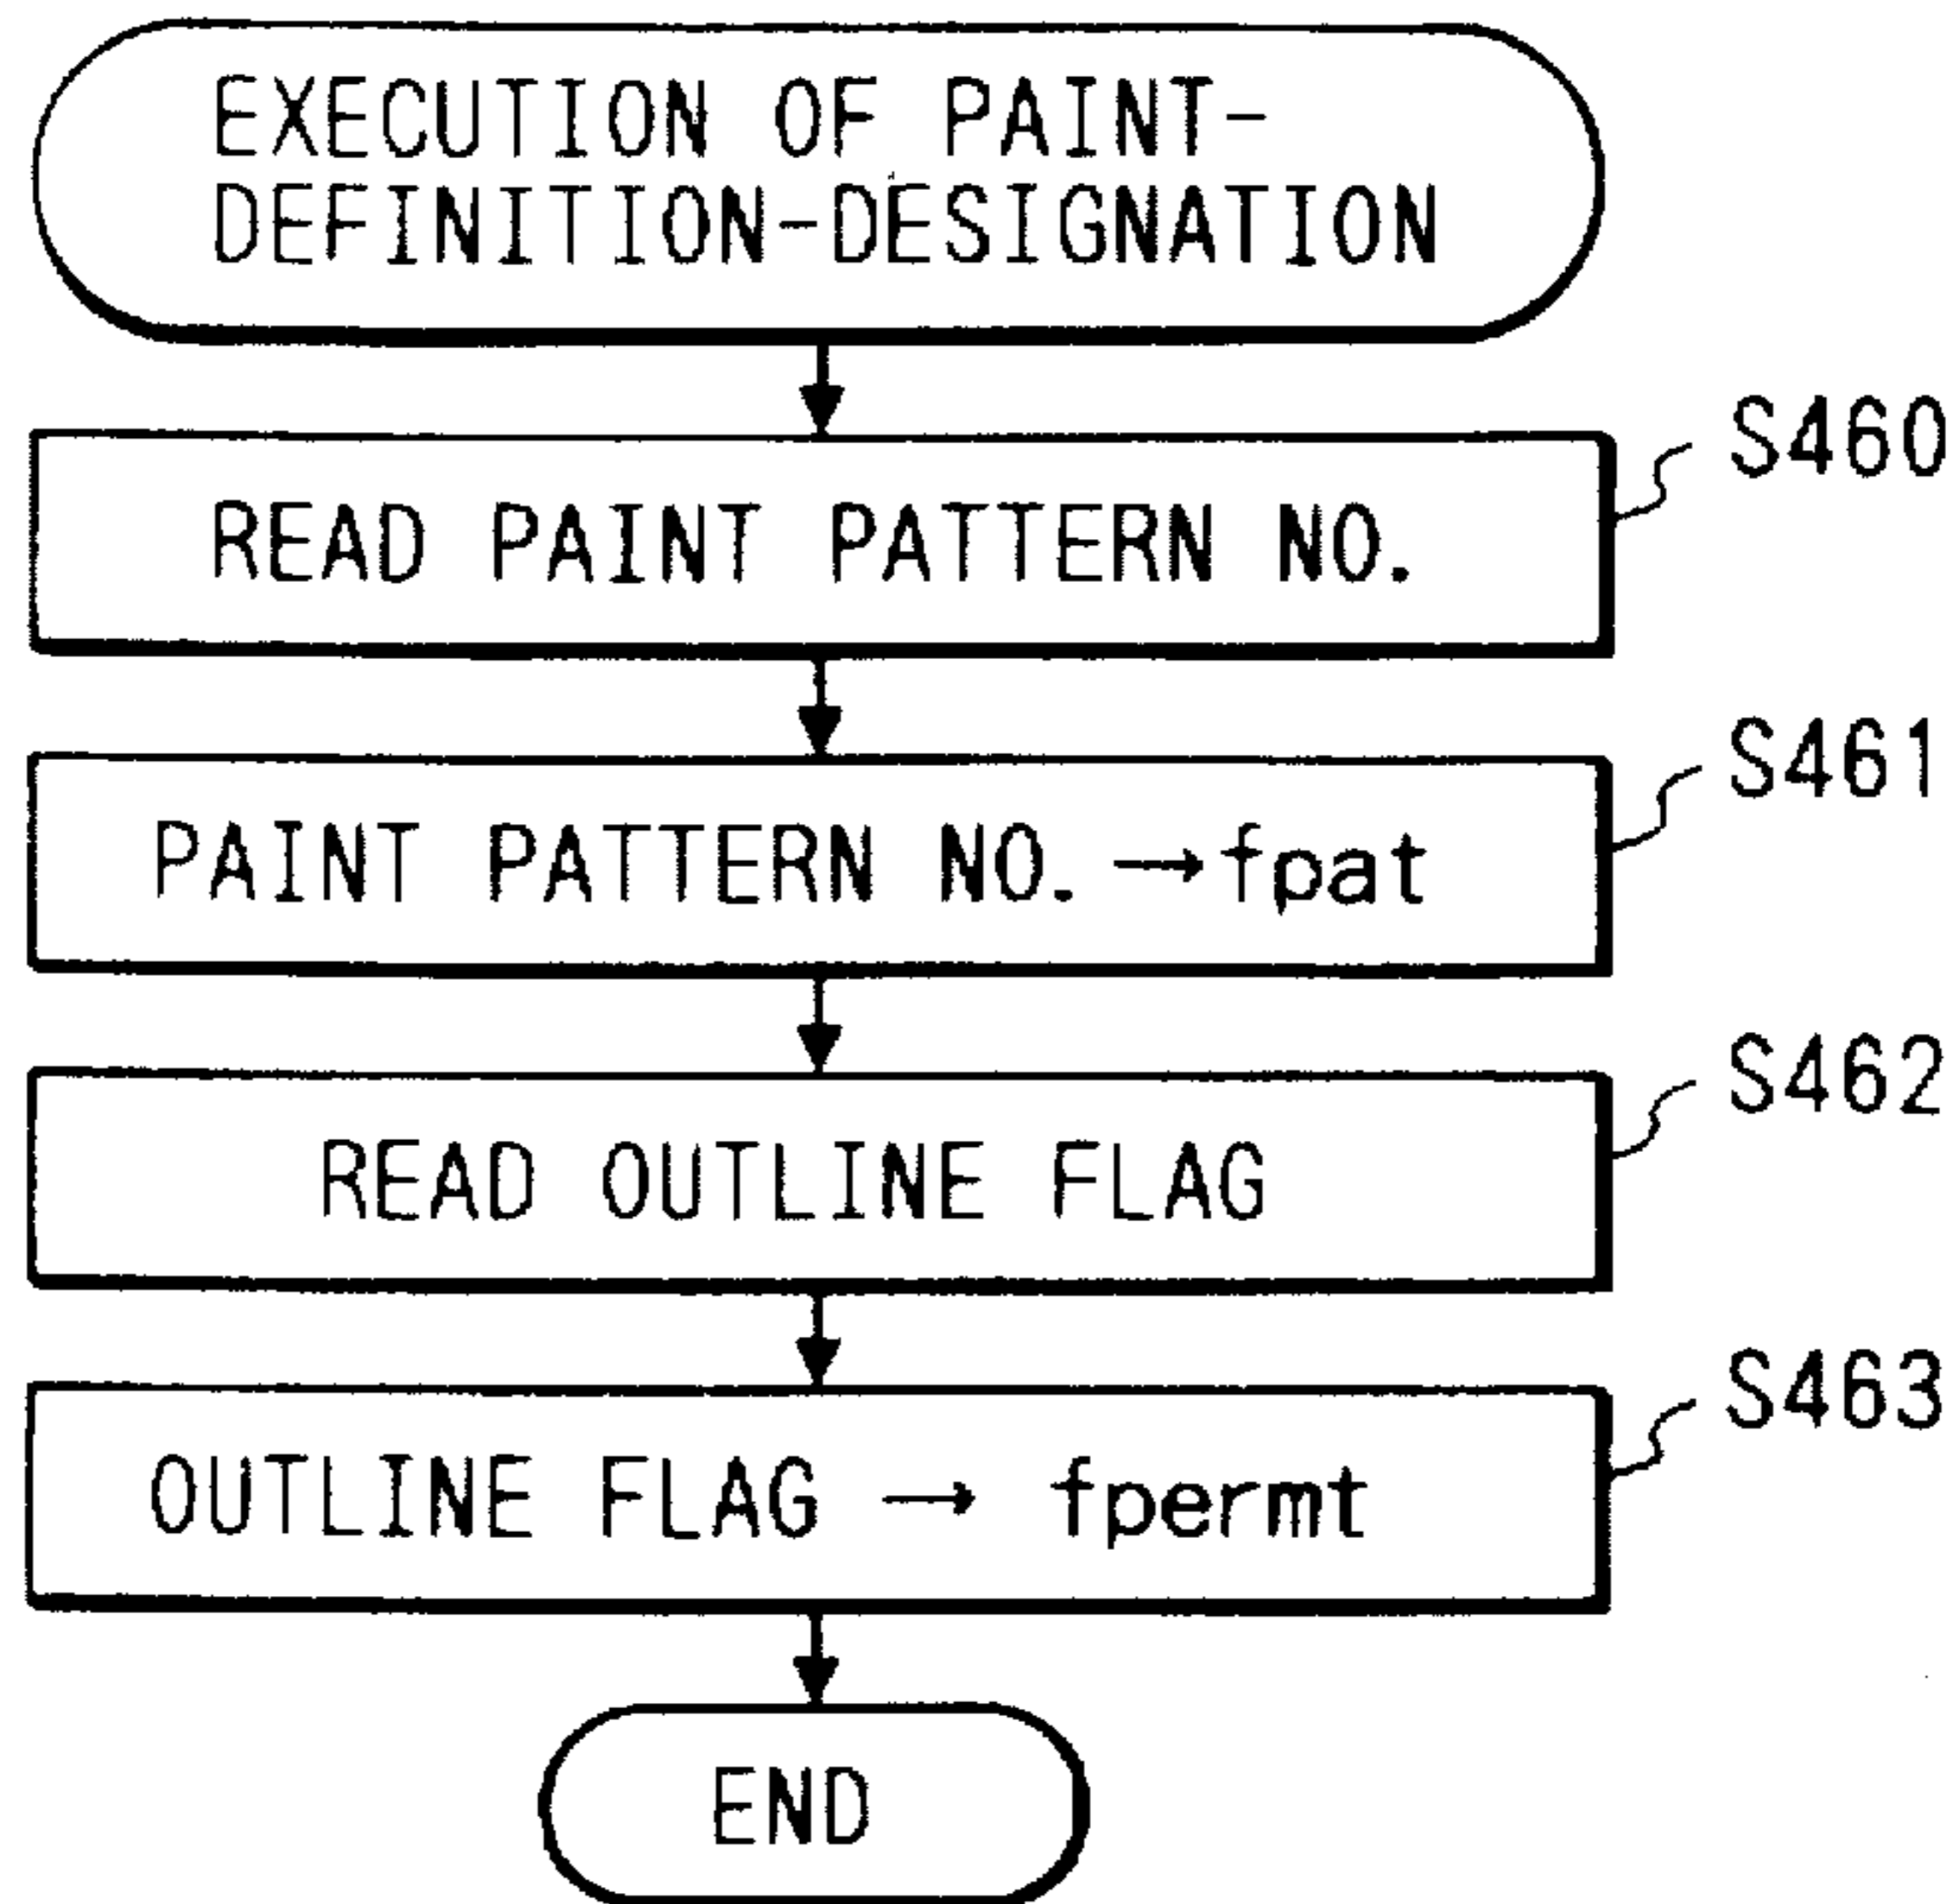 EXECUTION OF PAINT-
DEFINITION-DESIGNATION
S460
READ PAINT PATTERN NO.
S461
PAINT PATTERN NO. →fpat
S462
READ OUTLINE FLAG
S463
OUTLINE FLAG → fpermt
END